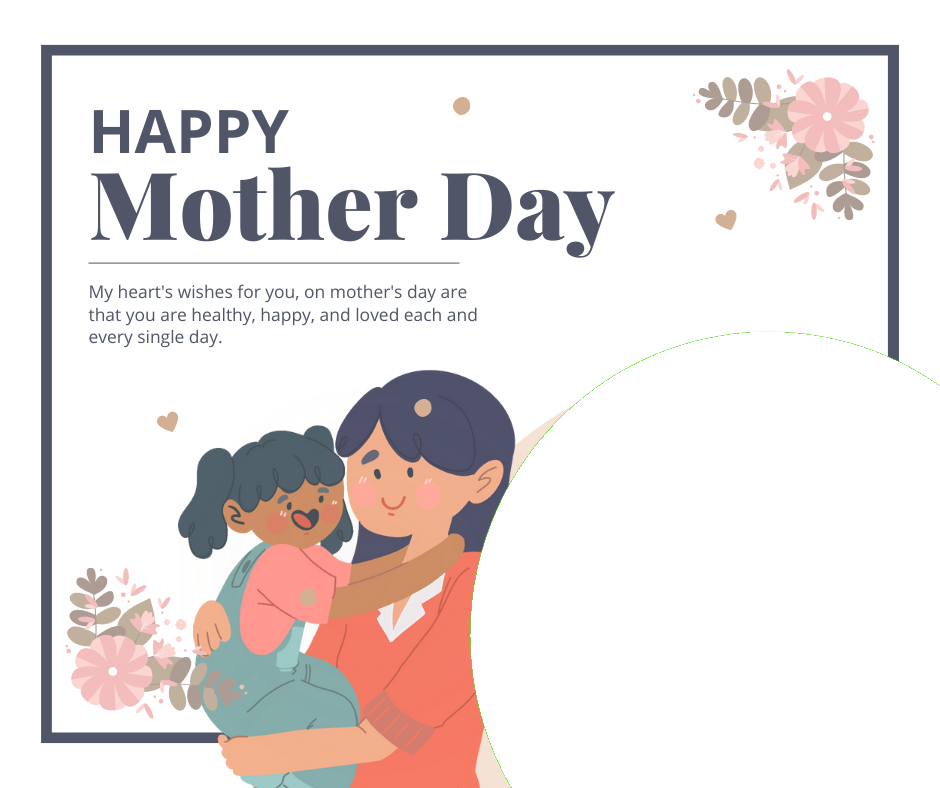 HAPPY
Mother Day
My heart's wishes for you, on mother's day are
that you are healthy, happy, and loved each and
every single day.